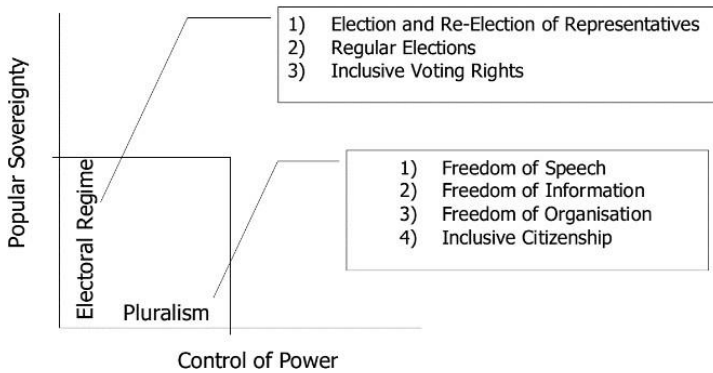 1) Election and Re-Election of Representatives
2) Regular Elections
3) Inclusive Voting Rights
Popular Sovereignty
Electoral Regime
1) Freedom of Speech
2) Freedom of Information
3) Freedom of Organisation
4) Inclusive Citizenship
Pluralism
Control of Power